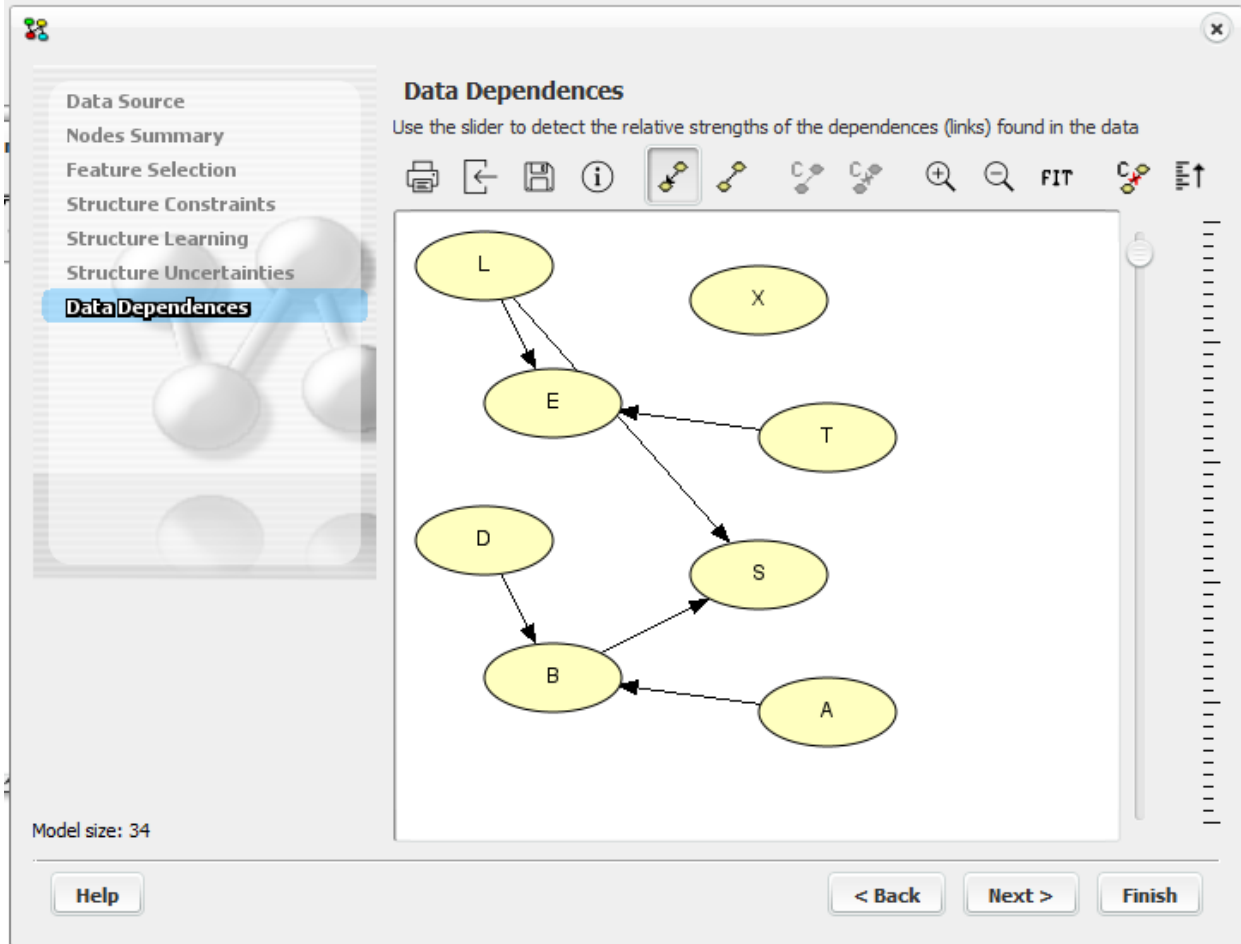 Data Source
Nodes Summary
Feature Selection
Structure Constraints
Structure Learning
Structure Uncertainties
Data Dependences
Model size: 34
Data Dependences
Use the slider to detect the relative strengths of the dependences (links) found in the data
FIT
L
X
E
T
D
S
B
A
Help
< Back
Next >
Finish